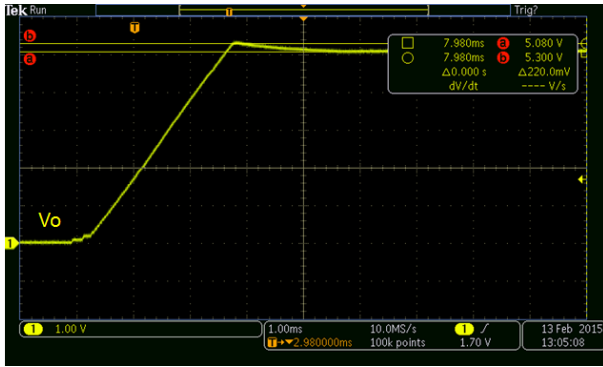 Tek Run Trig?
T
T
b
a
7.980ms a 5.080 V
7.980ms b 5.300 V
Δ0.000 s Δ220.0mV
dV/dt ---- V/s
Vo
1
1 1.00 V
1.00ms 10.0MS/s 1
T→▼2.980000ms 100k points 1.70 V
13 Feb 2015
13:05:08